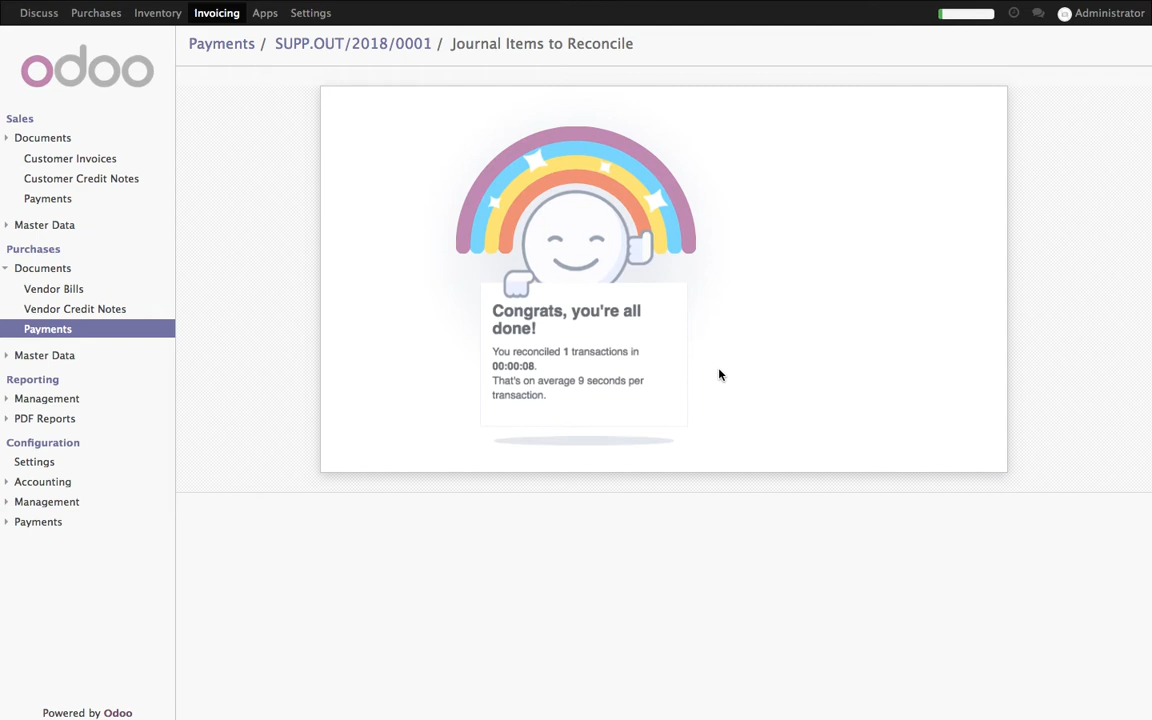 Discuss Purchases Inventory Invoicing Apps Settings Administrator
Payments / SUPP.OUT/2018/0001 / Journal Items to Reconcile
odoo
Sales
Documents
Customer Invoices
Customer Credit Notes
Payments
Master Data
Purchases
Documents
Vendor Bills
Vendor Credit Notes
Payments
Master Data
Reporting
Management
PDF Reports
Configuration
Settings
Accounting
Management
Payments
Powered by Odoo
Congrats, you're all
done!
You reconciled 1 transactions in
00:00:08.
That's on average 9 seconds per
transaction.